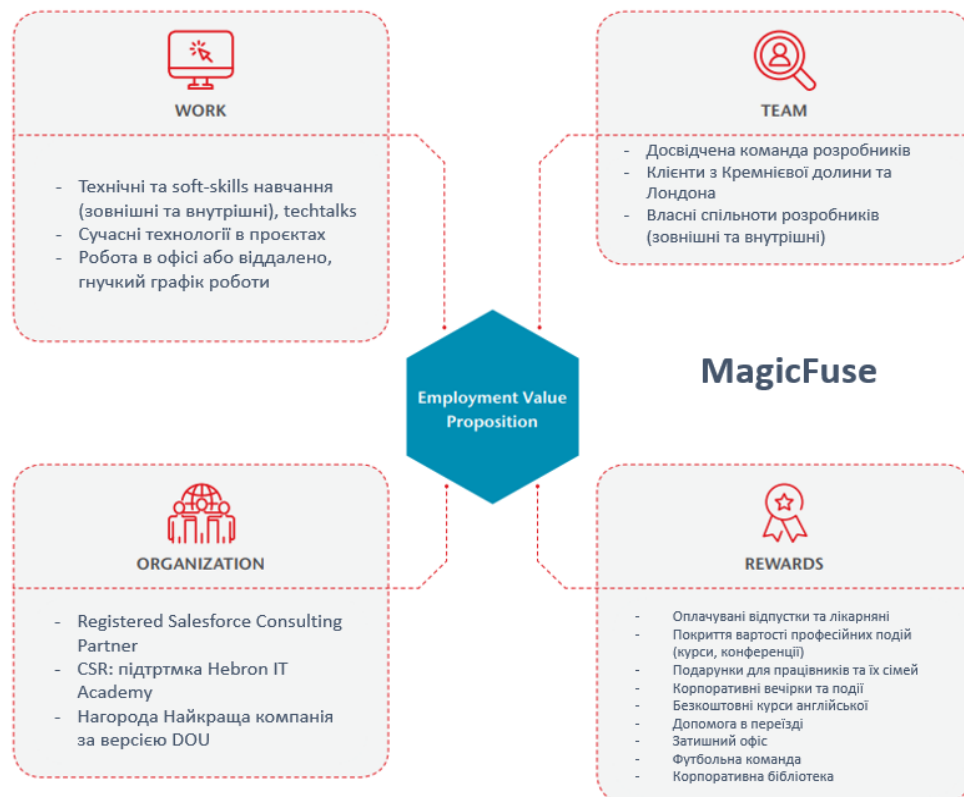 WORK
- Технічні та soft-skills навчання
(зовнішні та внутрішні), techtalks
- Сучасні технології в проєктах
- Робота в офісі або віддалено,
гнучкий графік роботи
TEAM
- Досвідчена команда розробників
- Клієнти з Кремнієвої долини та
Лондона
- Власні спільноти розробників
(зовнішні та внутрішні)
Employment Value
Proposition
MagicFuse
ORGANIZATION
- Registered Salesforce Consulting
Partner
- CSR: підтртмка Hebron IT
Academy
- Нагорода Найкраща компанія
за версією DOU
REWARDS
- Оплачувані відпустки та лікарняні
- Покриття вартості професійних подій
(курси, конференції)
- Подарунки для працівників та їх сімей
- Корпоративні вечірки та події
- Безкоштовні курси англійської
- Допомога в переїзді
- Затишний офіс
- Футбольна команда
- Корпоративна бібліотека